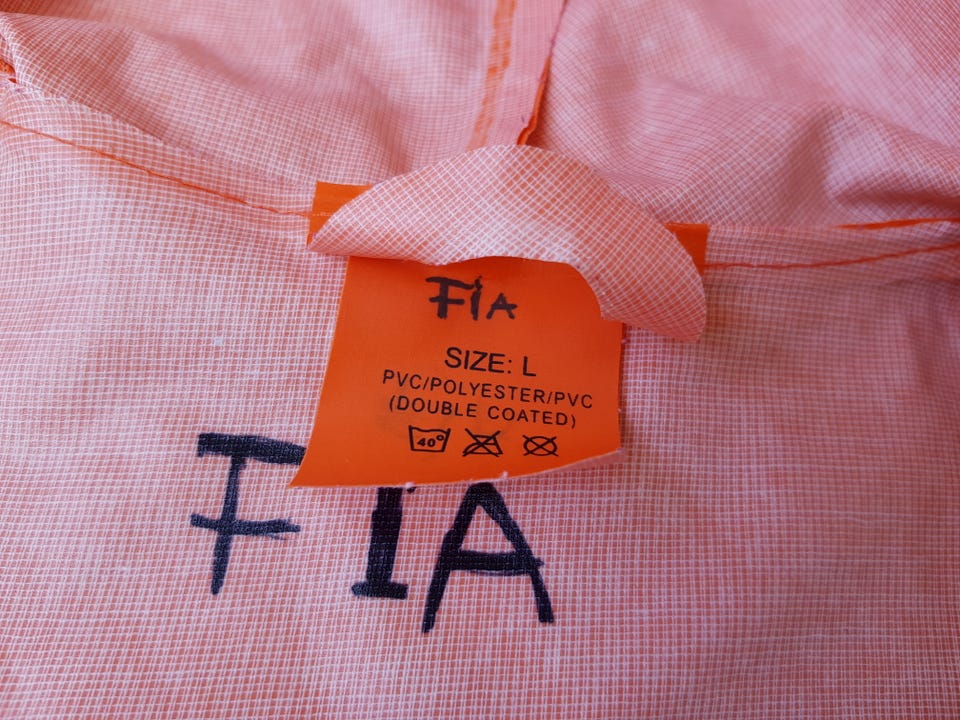 FIA
SIZE: L
PVC/POLYESTER/PVC
(DOUBLE COATED)
40°
FIA